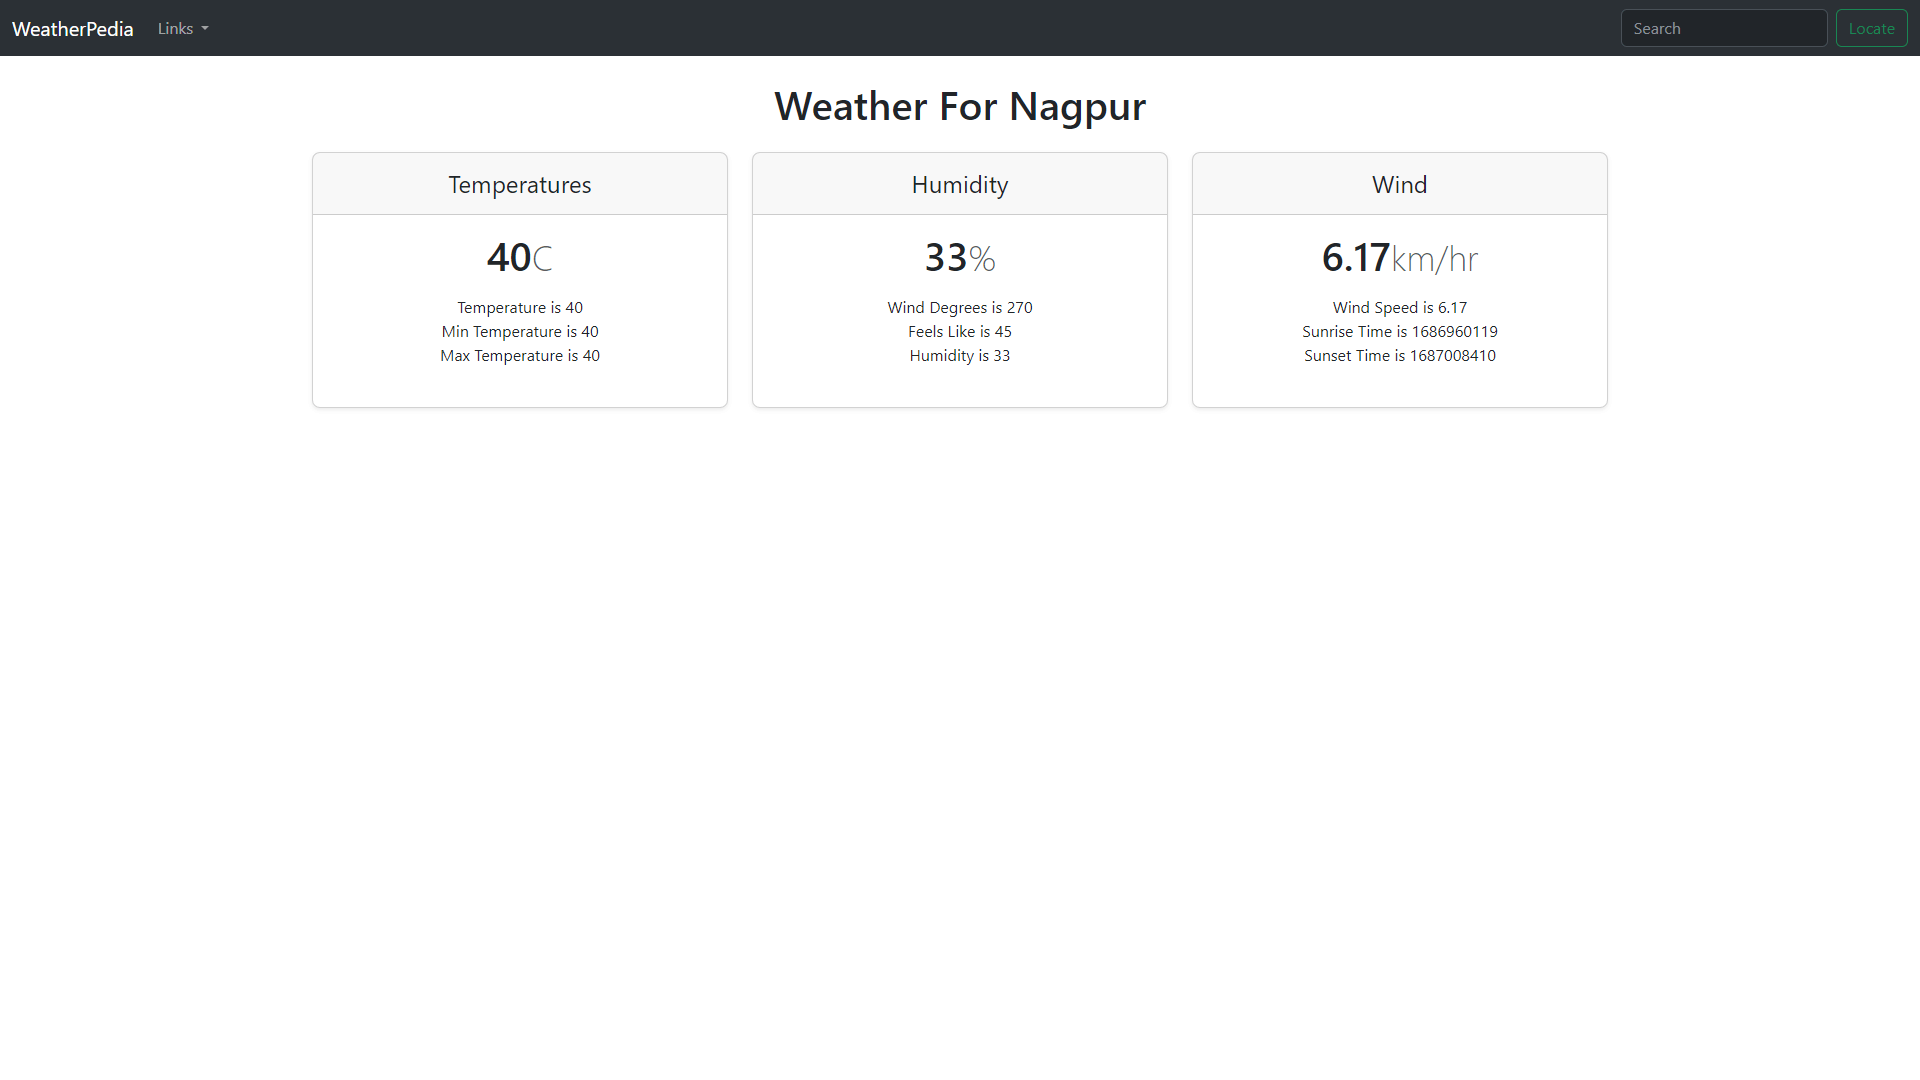 WeatherPedia Links Search Locate
Weather For Nagpur
Temperatures
40C
Temperature is 40
Min Temperature is 40
Max Temperature is 40
Humidity
33%
Wind Degrees is 270
Feels Like is 45
Humidity is 33
Wind
6.17km/hr
Wind Speed is 6.17
Sunrise Time is 1686960119
Sunset Time is 1687008410